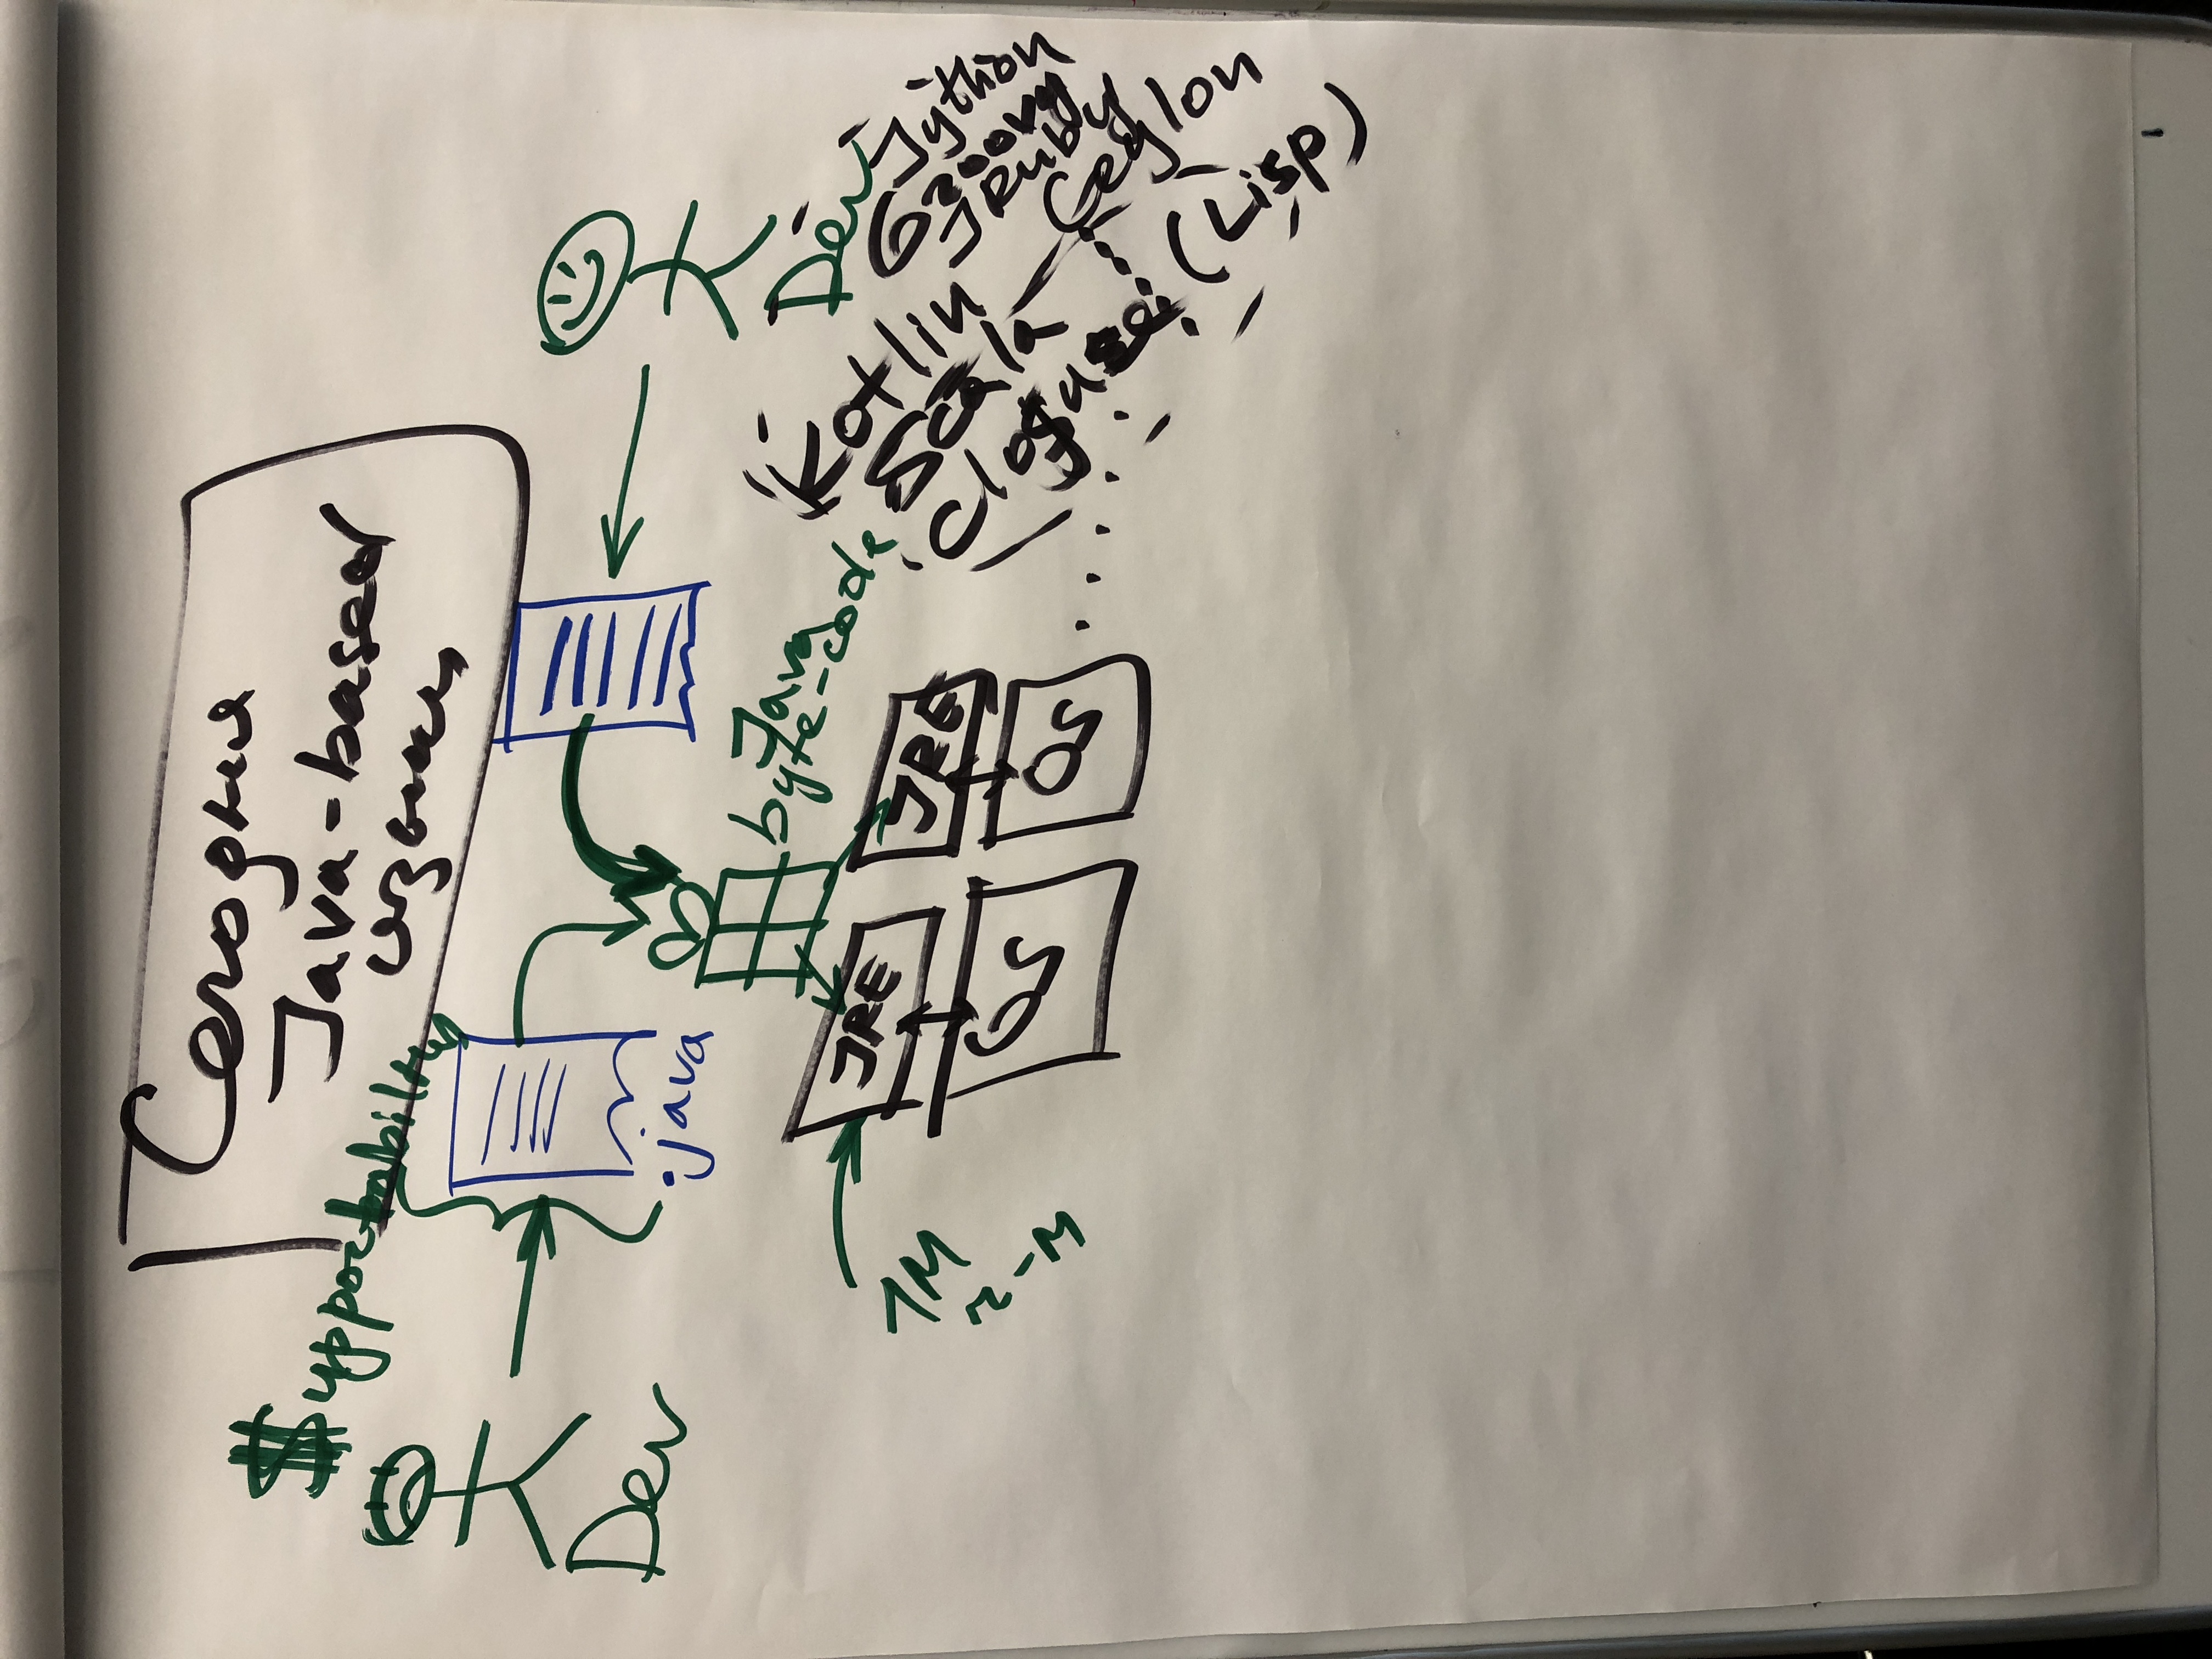 Сегодня
Java-based
языки
$upportability
Dev
.java
Java
byte-code
Dev
JRE
JRE
OS
OS
Kotlin
Scala
Clojure (Lisp)
Jython
Groovy
JRuby
Ceylon